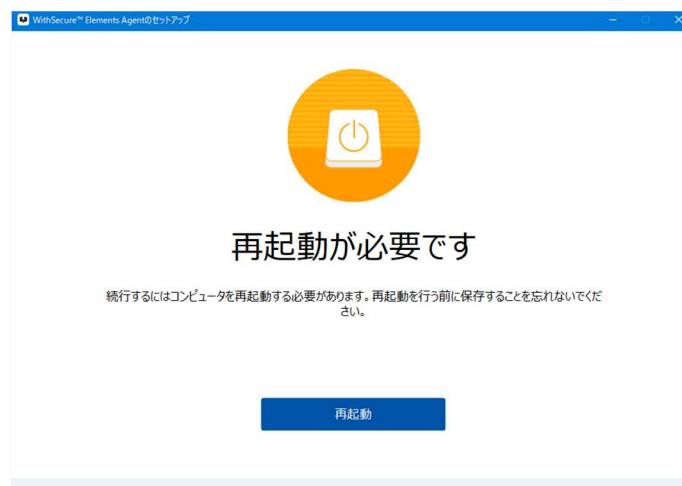 WithSecure™ Elements Agentのセットアップ
再起動が必要です
続行するにはコンピュータを再起動する必要があります。再起動を行う前に保存することを忘れないでくだ
さい。
再起動